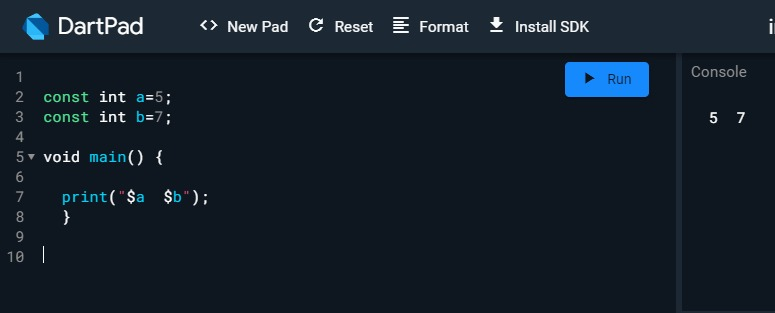 DartPad <> New Pad Reset Format Install SDK
Run
Console
1
2 const int a=5;
3 const int b=7;
4
5 void main() {
6
7 print("$a  $b");
8 }
9
10
5  7